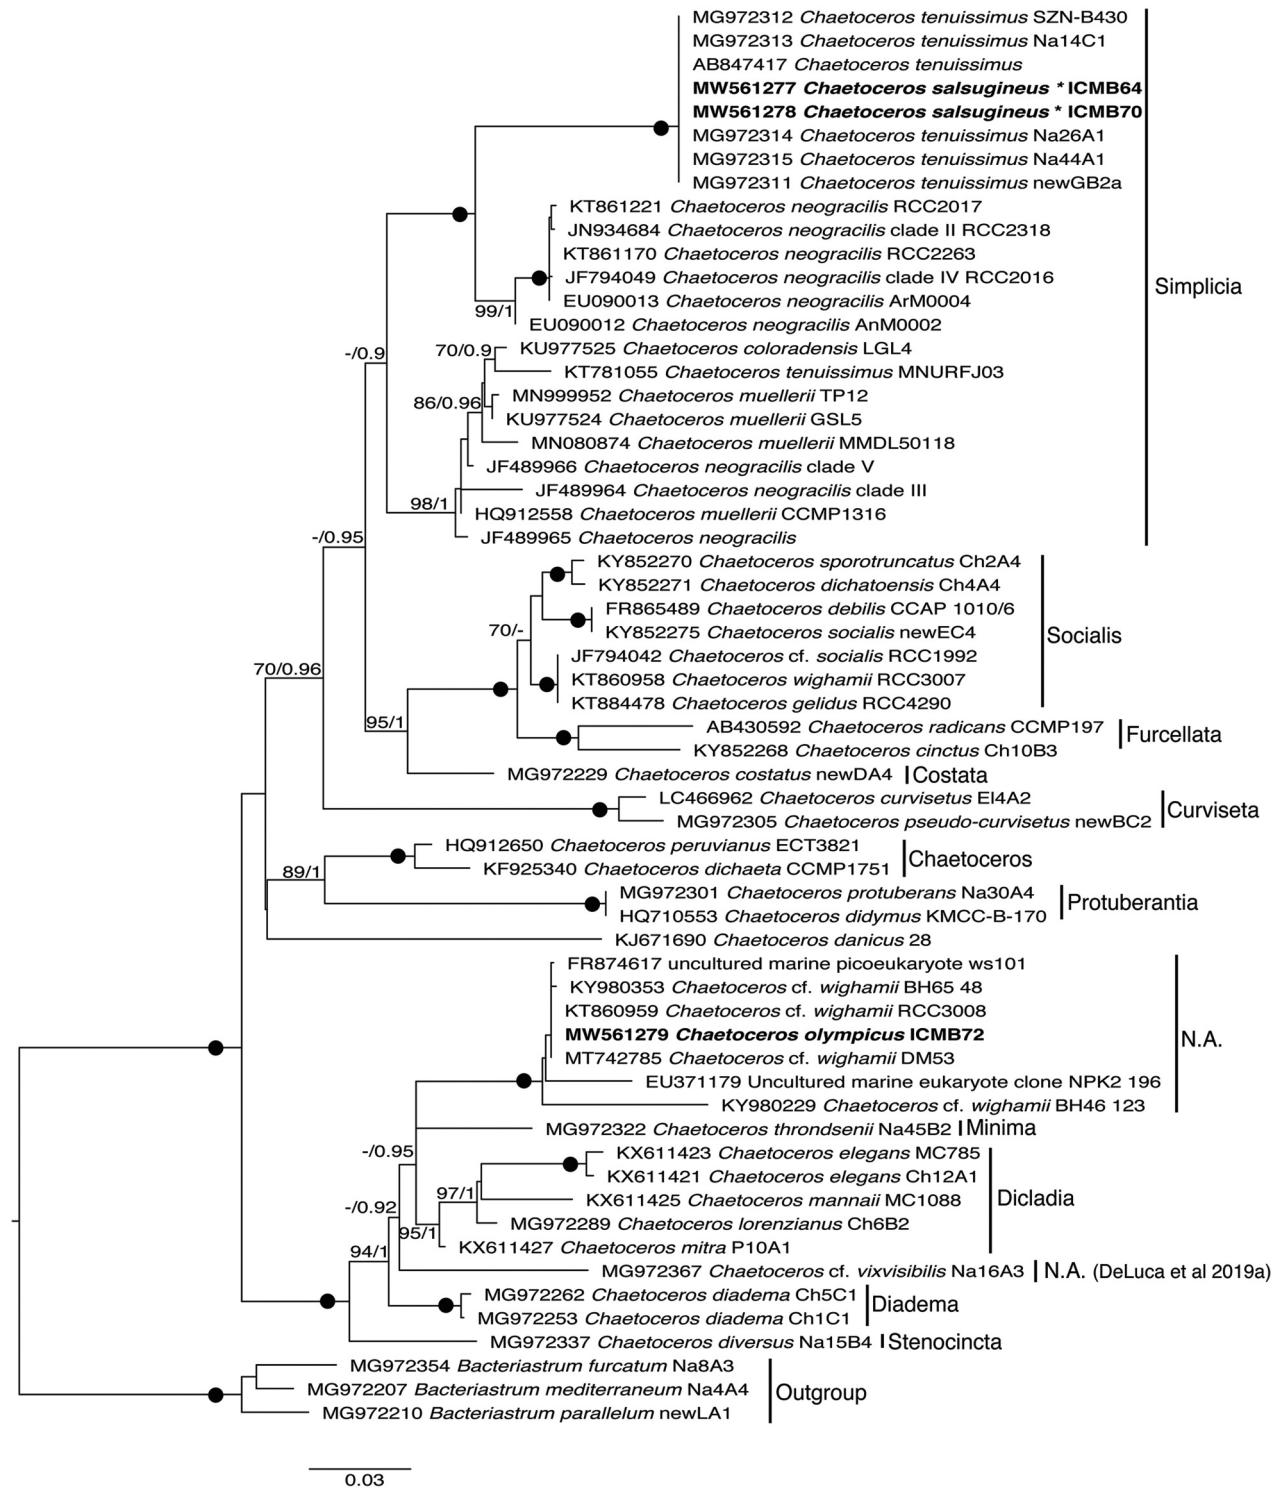 MG972312 Chaetoceros tenuissimus SZN-B430
MG972313 Chaetoceros tenuissimus Na14C1
AB847417 Chaetoceros tenuissimus
MW561277 Chaetoceros salsugineus * ICMB64
MW561278 Chaetoceros salsugineus * ICMB70
MG972314 Chaetoceros tenuissimus Na26A1
MG972315 Chaetoceros tenuissimus Na44A1
MG972311 Chaetoceros tenuissimus newGB2a
KT861221 Chaetoceros neogracilis RCC2017
JN934684 Chaetoceros neogracilis clade II RCC2318
KT861170 Chaetoceros neogracilis RCC2263
JF794049 Chaetoceros neogracilis clade IV RCC2016
Simplicia
EU090013 Chaetoceros neogracilis ArM0004
99/1
EU090012 Chaetoceros neogracilis AnM0002
-/0.9
70/0.9
KU977525 Chaetoceros coloradensis LGL4
KT781055 Chaetoceros tenuissimus MNURFJ03
86/0.96
MN999952 Chaetoceros muellerii TP12
KU977524 Chaetoceros muellerii GSL5
MN080874 Chaetoceros muellerii MMDL50118
JF489966 Chaetoceros neogracilis clade V
JF489964 Chaetoceros neogracilis clade III
98/1
HQ912558 Chaetoceros muellerii CCMP1316
-/0.95
JF489965 Chaetoceros neogracilis
KY852270 Chaetoceros sporotruncatus Ch2A4
KY852271 Chaetoceros dichatoensis Ch4A4
FR865489 Chaetoceros debilis CCAP 1010/6
70/-
KY852275 Chaetoceros socialis newEC4
Socialis
JF794042 Chaetoceros cf. socialis RCC1992
70/0.96
KT860958 Chaetoceros wighamii RCC3007
KT884478 Chaetoceros gelidus RCC4290
95/1
AB430592 Chaetoceros radicans CCMP197
Furcellata
KY852268 Chaetoceros cinctus Ch10B3
MG972229 Chaetoceros costatus newDA4
Costata
LC466962 Chaetoceros curvisetus El4A2
Curviseta
MG972305 Chaetoceros pseudo-curvisetus newBC2
HQ912650 Chaetoceros peruvianus ECT3821
Chaetoceros
89/1
KF925340 Chaetoceros dichaeta CCMP1751
MG972301 Chaetoceros protuberans Na30A4
Protuberantia
HQ710553 Chaetoceros didymus KMCC-B-170
KJ671690 Chaetoceros danicus 28
FR874617 uncultured marine picoeukaryote ws101
KY980353 Chaetoceros cf. wighamii BH65 48
KT860959 Chaetoceros cf. wighamii RCC3008
MW561279 Chaetoceros olympicus ICMB72
N.A.
MT742785 Chaetoceros cf. wighamii DM53
EU371179 Uncultured marine eukaryote clone NPK2 196
KY980229 Chaetoceros cf. wighamii BH46 123
MG972322 Chaetoceros throndsenii Na45B2
Minima
-/0.95
KX611423 Chaetoceros elegans MC785
KX611421 Chaetoceros elegans Ch12A1
97/1
KX611425 Chaetoceros mannaii MC1088
Dicladia
-/0.92
MG972289 Chaetoceros lorenzianus Ch6B2
95/1
94/1
KX611427 Chaetoceros mitra P10A1
MG972367 Chaetoceros cf. vixvisibilis Na16A3
N.A. (DeLuca et al 2019a)
MG972262 Chaetoceros diadema Ch5C1
Diadema
MG972253 Chaetoceros diadema Ch1C1
MG972337 Chaetoceros diversus Na15B4
Stenocincta
MG972354 Bacteriastrum furcatum Na8A3
MG972207 Bacteriastrum mediterraneum Na4A4
Outgroup
MG972210 Bacteriastrum parallelum newLA1
0.03